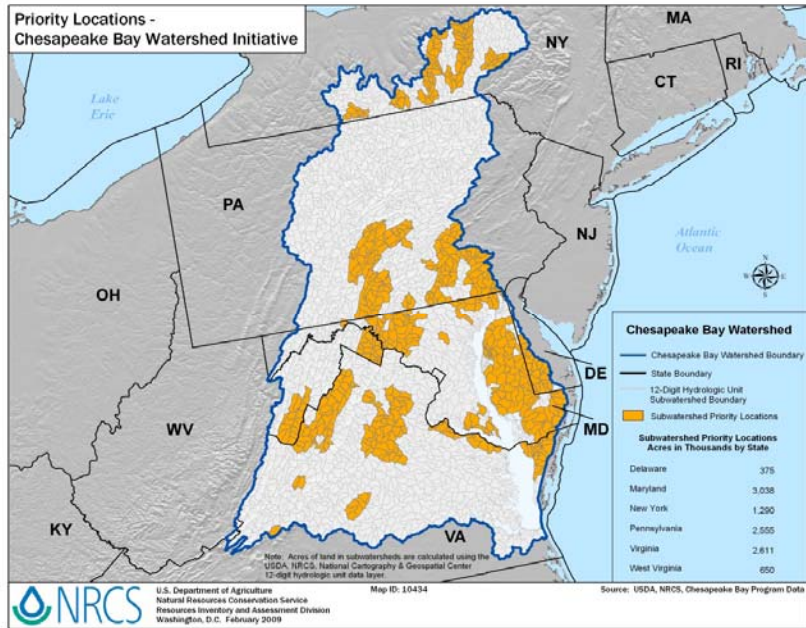 Priority Locations -
Chesapeake Bay Watershed Initiative
NY
MA
CT
RI
Lake
Erie
PA
NJ
Atlantic
Ocean
N
W
E
S
OH
DE
WV
MD
KY
VA
Chesapeake Bay Watershed
Chesapeake Bay Watershed Boundary
State Boundary
12-Digit Hydrologic Unit
Subwatershed Boundary
Subwatershed Priority Locations
Subwatershed Priority Locations
Acres in Thousands by State
Delaware 375
Maryland 3,038
New York 1,290
Pennsylvania 2,555
Virginia 2,611
West Virginia 650
Note: Acres of land in subwatersheds are calculated using the
USDA, NRCS, National Cartography & Geospatial Center
12-digit hydrologic unit data layer.
NRCS
U.S. Department of Agriculture
Natural Resources Conservation Service
Resources Inventory and Assessment Division
Washington, D.C. February 2009
Map ID: 10434
Source: USDA, NRCS, Chesapeake Bay Program Data